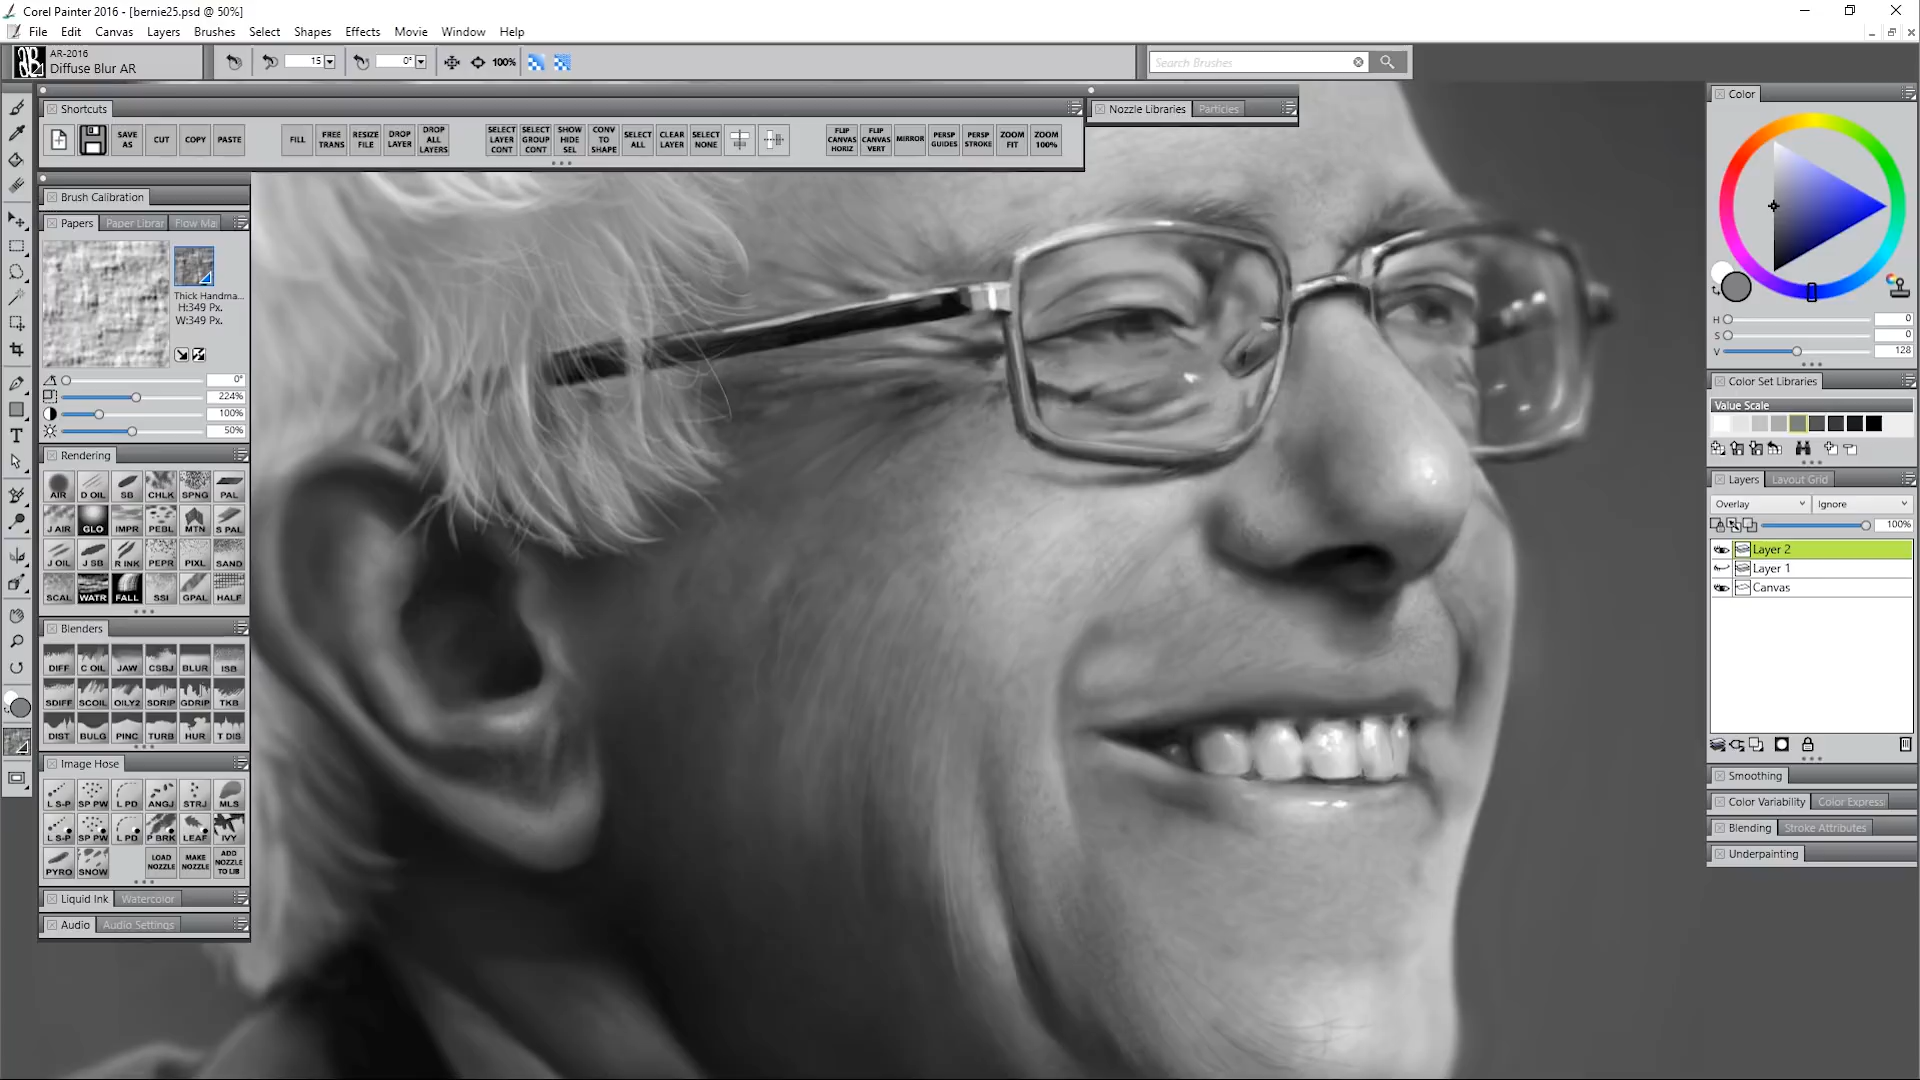 Corel Painter 2016 - [bernie25.psd @ 50%]
File Edit Canvas Layers Brushes Select Shapes Effects Movie Window Help
AR-2016
Diffuse Blur AR
15
0°
100%
Search Brushes
Shortcuts
SAVE AS
CUT
COPY
PASTE
FILL
FREE TRANS
RESIZE FILE
DROP LAYER
DROP ALL LAYERS
SELECT LAYER CONT
SELECT GROUP CONT
SHOW HIDE SEL
CONV TO SHAPE
SELECT ALL
CLEAR LAYER
SELECT NONE
FLIP CANVAS HORIZ
FLIP CANVAS VERT
MIRROR
PERSP GUIDES
PERSP STROKE
ZOOM FIT
ZOOM 100%
Nozzle Libraries Particles
Brush Calibration
Papers Paper Librar Flow Ma
Thick Handma...
H:349 Px.
W:349 Px.
0°
224%
100%
50%
Rendering
AIR D OIL SB CHLK SPNG PAL
J AIR GLO IMPR PEBL MTN S PAL
J OIL J SB R INK PEPR PIXL SAND
SCAL WATR FALL SSI GPAL HALF
Blenders
DIFF C OIL JAW CSBJ BLUR ISB
SDIFF SCOIL OILY2 SDRIP GDRIP TKB
DIST BULG PINC TURB HUR T DIS
Image Hose
L S-P SP PW L PD ANGJ STRJ MLS
L S-P SP PW L PD P BRK LEAF IVY
PYRO SNOW LOAD NOZZLE MAKE NOZZLE ADD NOZZLE TO LIB
Liquid Ink Watercolor
Audio Audio Settings
Color
H 0
S 0
V 128
Color Set Libraries
Value Scale
Layers Layout Grid
Overlay Ignore
100%
Layer 2
Layer 1
Canvas
Smoothing
Color Variability Color Express
Blending Stroke Attributes
Underpainting